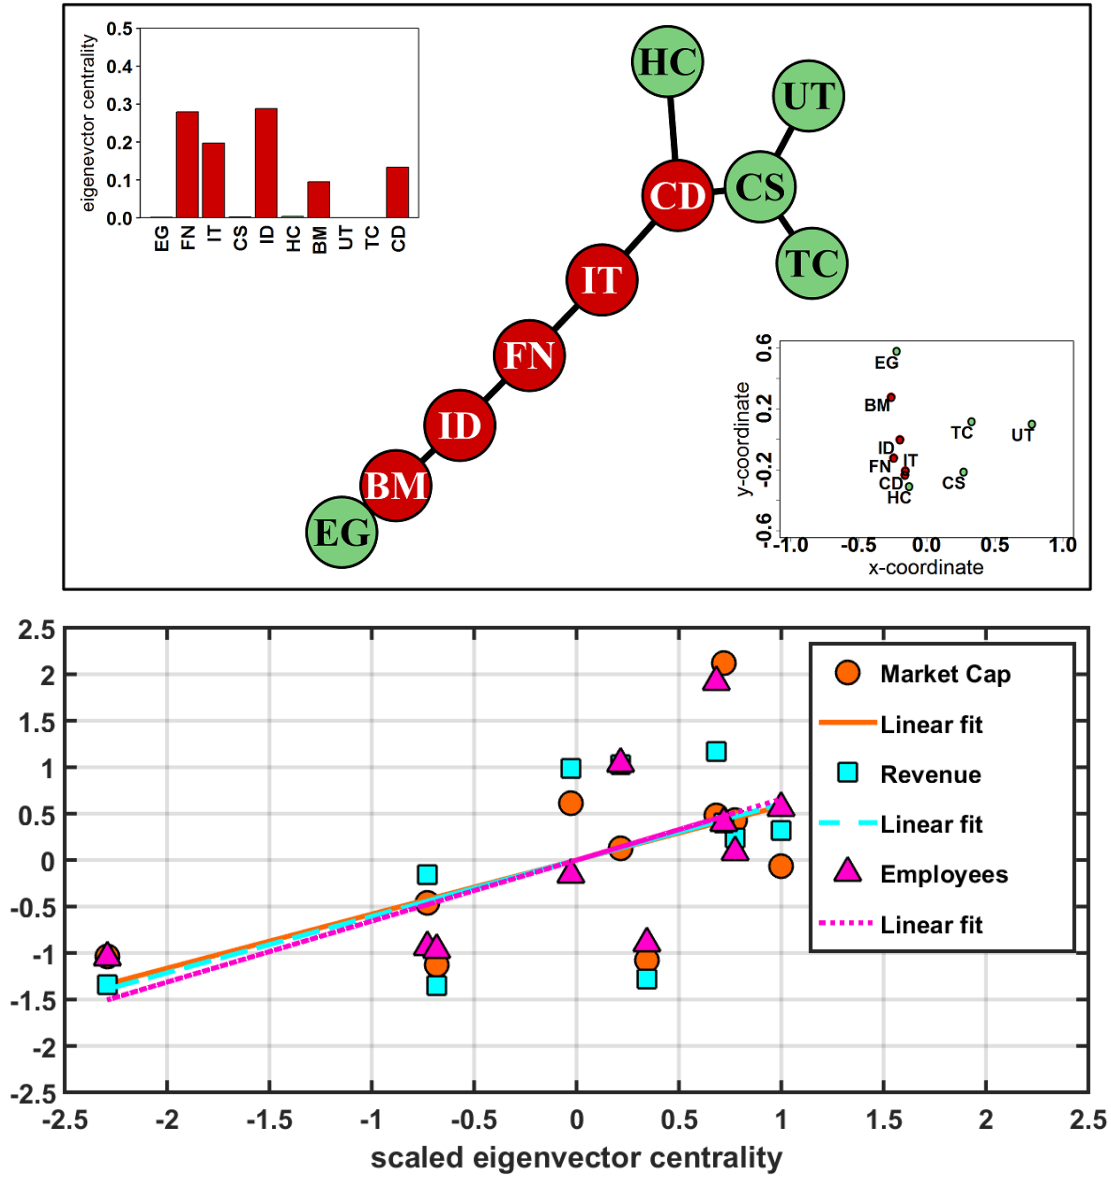 eigenevctor centrality
0.5
0.4
0.3
0.2
0.1
0.0
EG FN IT CS ID HC BM UT TC CD
HC
UT
CD
CS
TC
IT
FN
ID
BM
EG
y-coordinate
0.6
0.2
-0.2
-0.6
EG
BM
ID
FN
IT
CD
HC
TC
UT
CS
-1.0 -0.5 0.0 0.5 1.0
x-coordinate
2.5
2
1.5
1
0.5
0
-0.5
-1
-1.5
-2
-2.5
Market Cap
Linear fit
Revenue
Linear fit
Employees
Linear fit
-2.5 -2 -1.5 -1 -0.5 0 0.5 1 1.5 2 2.5
scaled eigenvector centrality